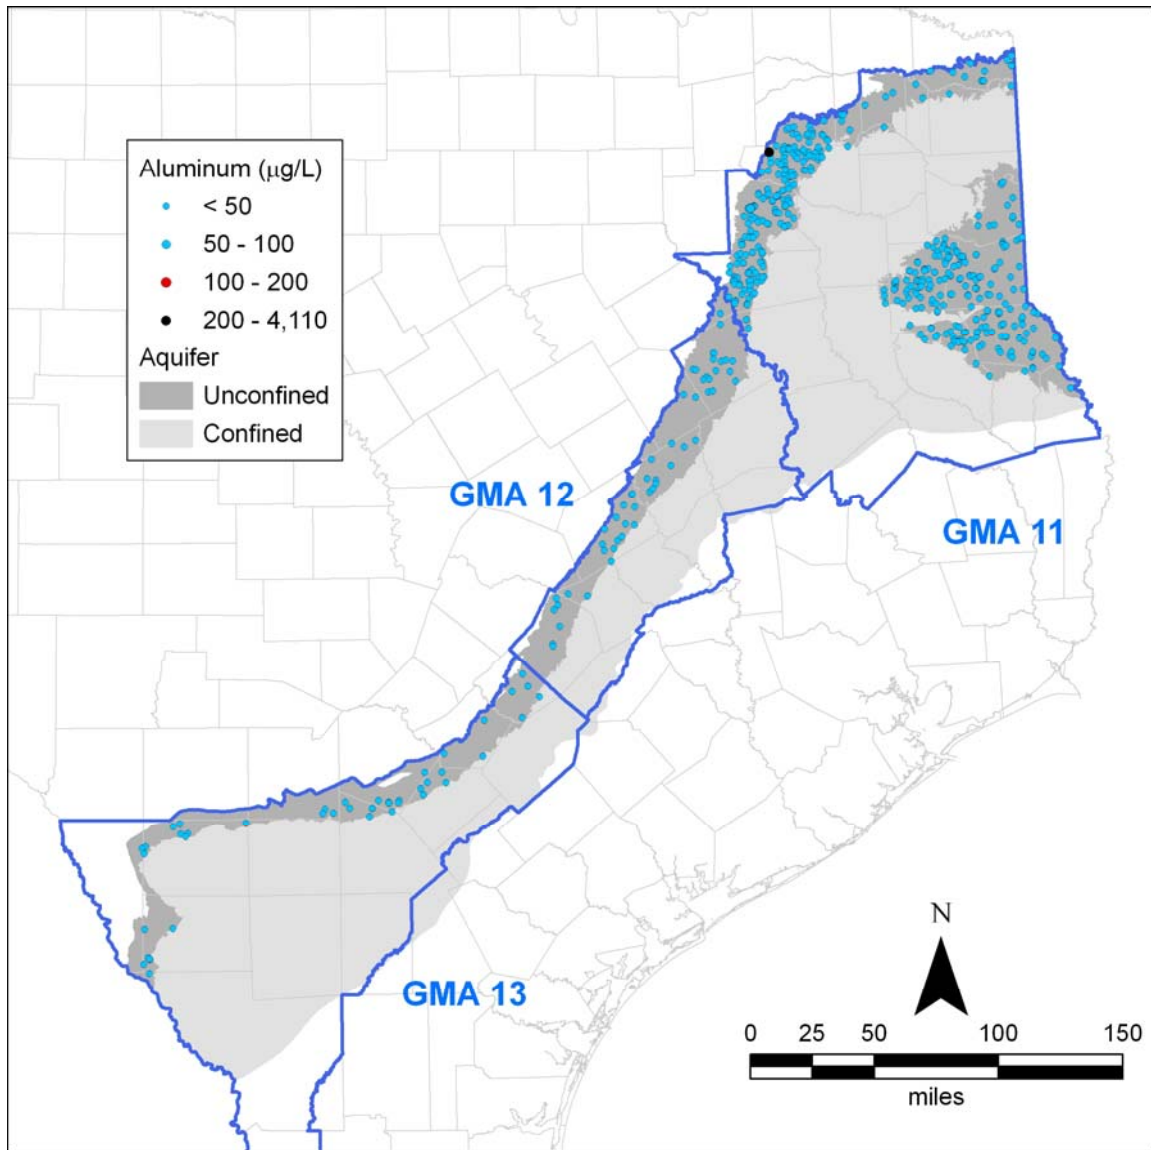 Aluminum (μg/L)
< 50
50 - 100
100 - 200
200 - 4,110
Aquifer
Unconfined
Confined
GMA 12
GMA 11
GMA 13
N
0 25 50 100 150
miles